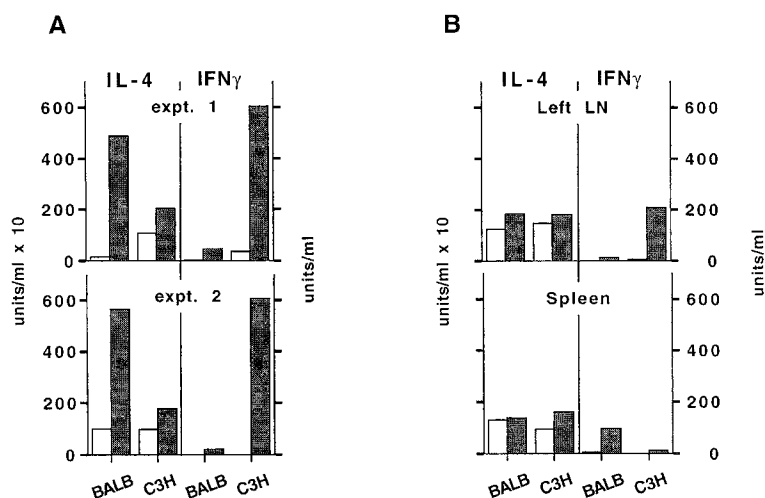 A
B
IL-4 IFNγ
IL-4 IFNγ
expt. 1
Left LN
600
400
200
0
600
400
200
0
expt. 2
Spleen
600
400
200
0
600
400
200
0
units/ml x 10
units/ml
units/ml x 10
units/ml
BALB C3H BALB C3H
BALB C3H BALB C3H